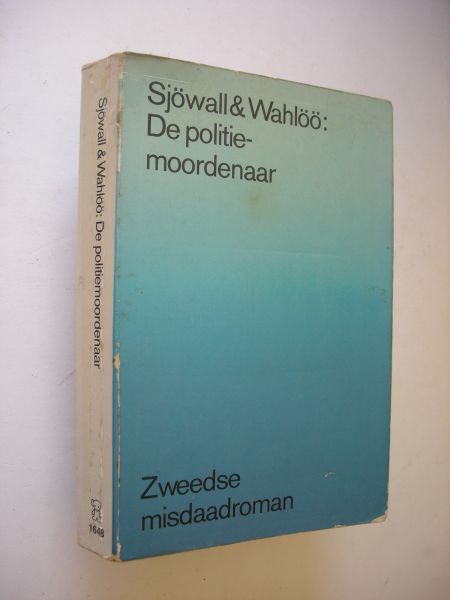 Sjöwall & Wahlöö: De politiemoordenaar
1648
Sjöwall & Wahlöö:
De politie-
moordenaar
Zweedse
misdaadroman